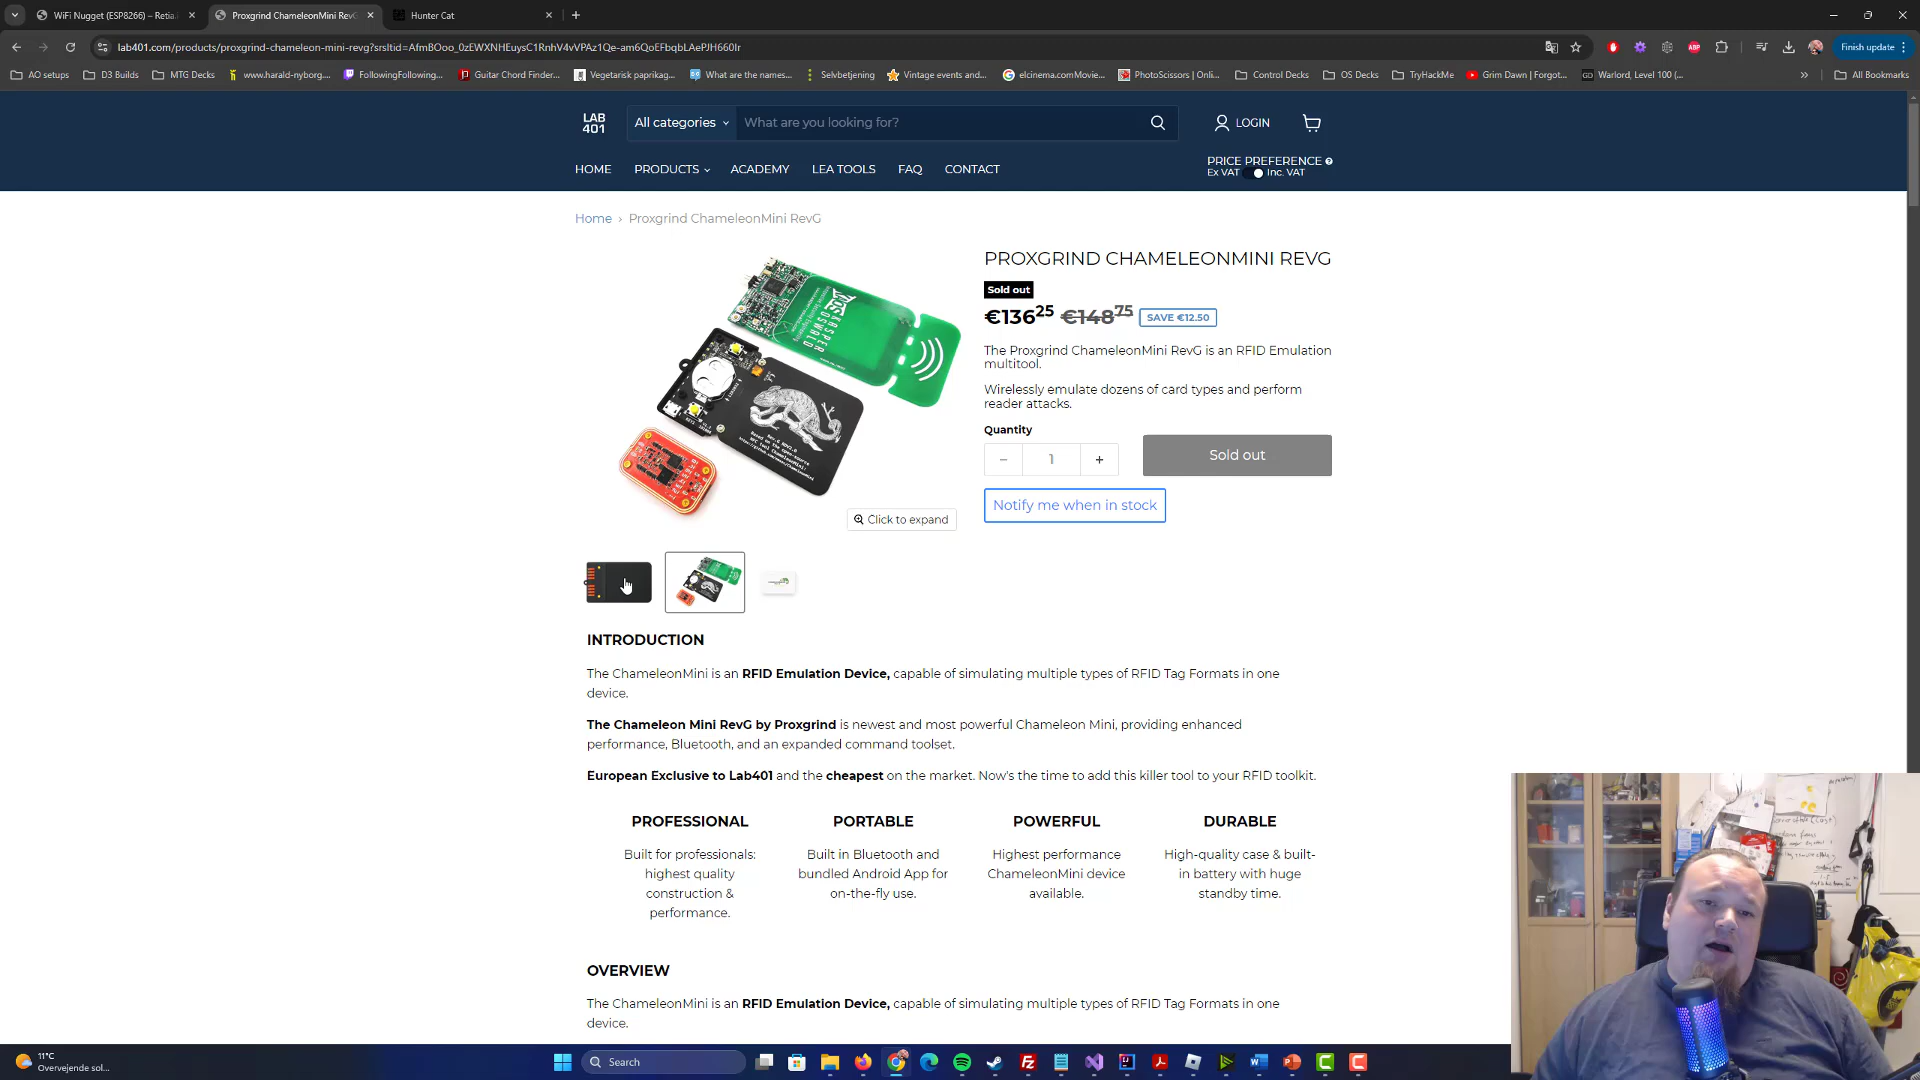 WiFi Nugget (ESP8266) – Retia.
Proxgrind ChameleonMini RevG
Hunter Cat
lab401.com/products/proxgrind-chameleon-mini-revg?srsltid=AfmBOoo_0zEWXNHEuysC1RnhV4vVPAz1Qe-am6QoEFbqbLAePJH660Ir
Finish update
AO setups
D3 Builds
MTG Decks
www.harald-nyborg....
FollowingFollowing...
Guitar Chord Finder...
Vegetarisk paprikag...
What are the names...
Selvbetjening
Vintage events and...
elcinema.comMovie...
PhotoScissors | Onli...
Control Decks
OS Decks
TryHackMe
Grim Dawn | Forgot...
Warlord, Level 100 (...
All Bookmarks
LAB 401
All categories
What are you looking for?
LOGIN
HOME
PRODUCTS
ACADEMY
LEA TOOLS
FAQ
CONTACT
PRICE PREFERENCE
Ex VAT
Inc. VAT
Home › Proxgrind ChameleonMini RevG
PROXGRIND CHAMELEONMINI REVG
Sold out
€136 25 €148 75 SAVE €12.50
The Proxgrind ChameleonMini RevG is an RFID Emulation
multitool.
Wirelessly emulate dozens of card types and perform
reader attacks.
Quantity
− 1 +
Sold out
Notify me when in stock
KASPER
OSWALD
Click to expand
INTRODUCTION
The ChameleonMini is an RFID Emulation Device, capable of simulating multiple types of RFID Tag Formats in one
device.
The Chameleon Mini RevG by Proxgrind is newest and most powerful Chameleon Mini, providing enhanced
performance, Bluetooth, and an expanded command toolset.
European Exclusive to Lab401 and the cheapest on the market. Now's the time to add this killer tool to your RFID toolkit.
PROFESSIONAL
Built for professionals:
highest quality
construction &
performance.
PORTABLE
Built in Bluetooth and
bundled Android App for
on-the-fly use.
POWERFUL
Highest performance
ChameleonMini device
available.
DURABLE
High-quality case & built-
in battery with huge
standby time.
OVERVIEW
The ChameleonMini is an RFID Emulation Device, capable of simulating multiple types of RFID Tag Formats in one
device.
11°C
Overvejende sol...
Search